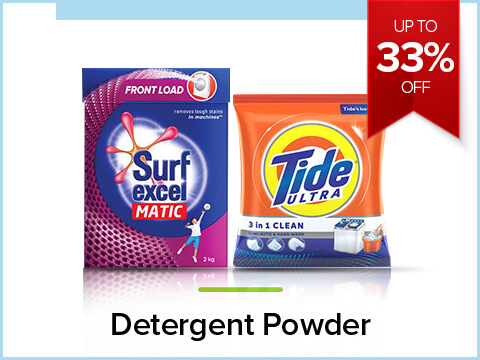 UP TO
33%
OFF
FRONT LOAD
removes tough stains
in machines
Surf
excel
MATIC
2 kg
Tide's be
Tide
ULTRA
3 in 1 CLEAN
Detergent Powder